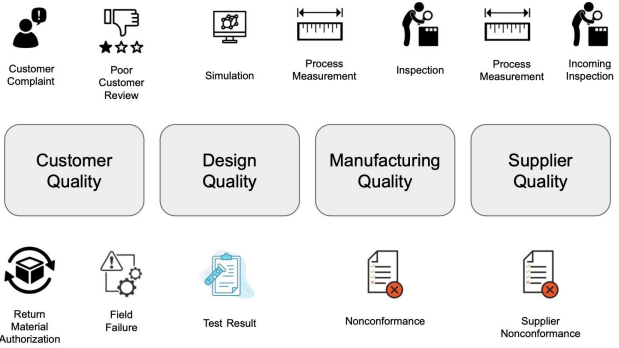 Customer
Complaint
Poor
Customer
Review
Simulation
Process
Measurement
Inspection
Process
Measurement
Incoming
Inspection
Customer
Quality
Design
Quality
Manufacturing
Quality
Supplier
Quality
Return
Material
Authorization
Field
Failure
Test Result
Nonconformance
Supplier
Nonconformance